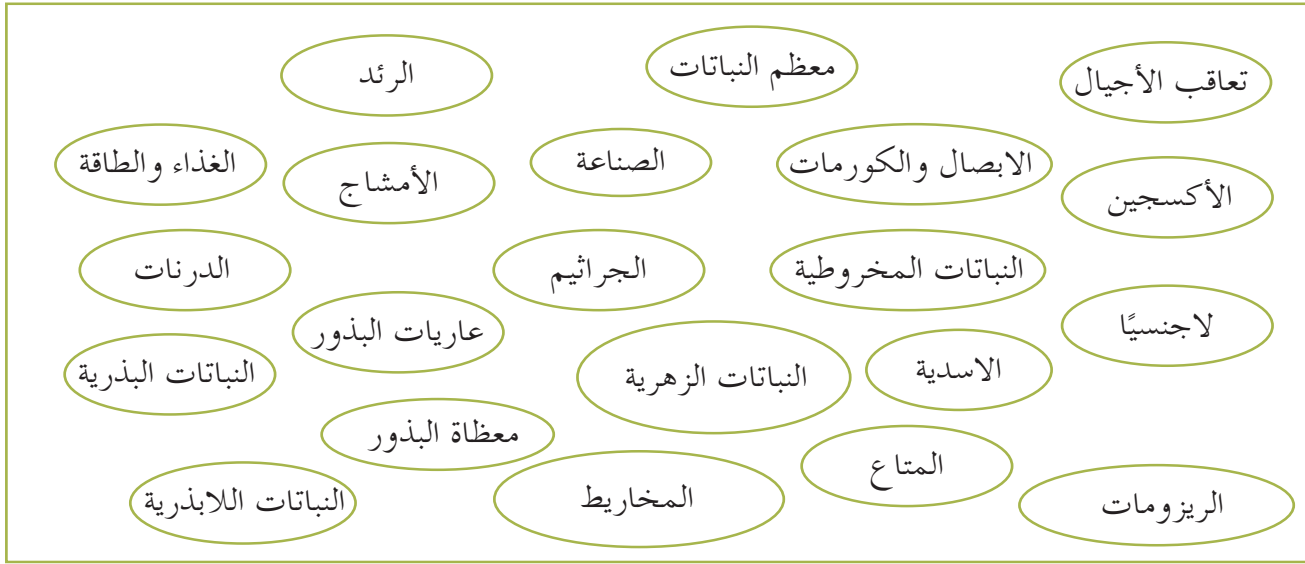 تعاقب الأجيال
معظم النباتات
الرئد
الابصال والكورمات
الصناعة
الأمشاج
الغذاء والطاقة
الأكسجين
النباتات المخروطية
الجراثيم
الدرنات
لاجنسيًا
عاريات البذور
الاسدية
النباتات الزهرية
النباتات البذرية
معظاة البذور
المتاع
المخاريط
النباتات اللابذرية
الريزومات